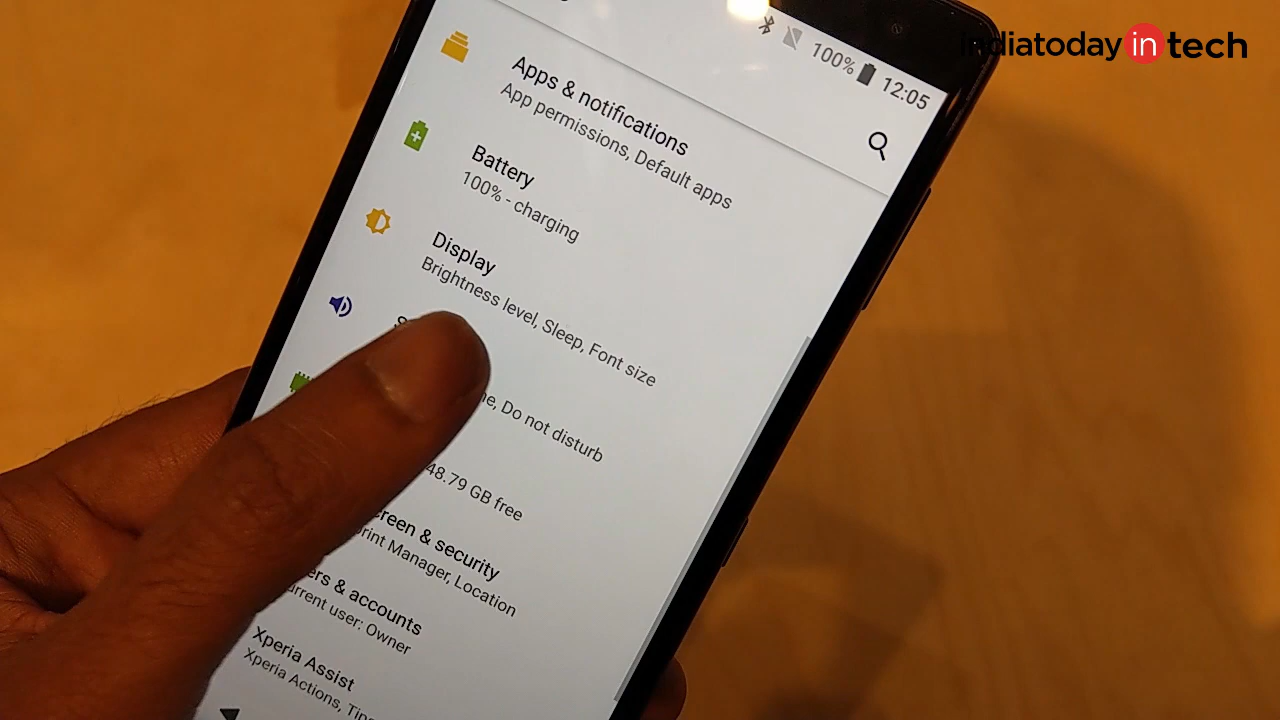 indiatoday in tech
100% 12:05
Apps & notifications
App permissions, Default apps
Battery
100% - charging
Display
Brightness level, Sleep, Font size
Do not disturb
48.79 GB free
& security
Manager, Location
& accounts
user: Owner
Xperia Assist
Xperia Actions,